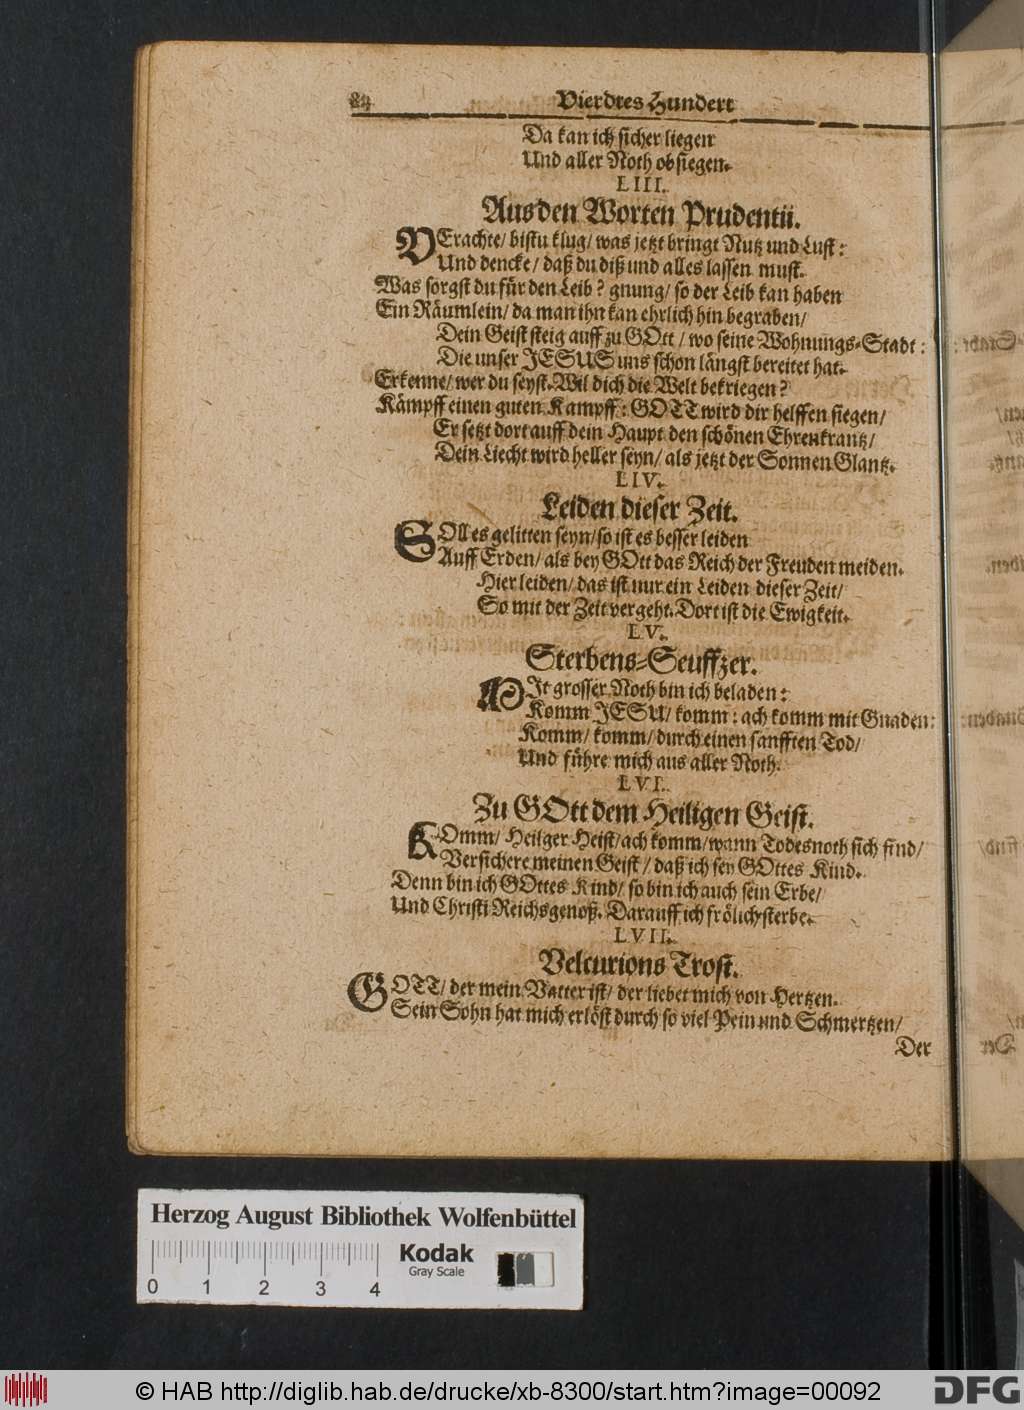 84 Vierdtes Hundert
Da kan ich sicher liegen
Und aller Noth obsiegen.
LIII.
Aus den Worten Prudentii.
VErachte/ bistu klug/ was jetzt bringt Nutz und Lust:
Und dencke/ daß du diß und alles lassen must.
Was sorgst du für den Leib? gnung/ so der Leib kan haben
Ein Räumlein/ da man ihn kan ehrlich hin begraben/
Dein Geist steig auff zu GOtt/ wo seine Wohnungs-Stadt:
Die unser JESUS uns schon längst bereitet hat.
Erkenne/ wer du seyst. Wil dich die Welt bekriegen?
Kämpff einen guten Kampff: GOTT wird dir helffen siegen/
Er setzt dort auff dein Haupt den schönen Ehrenkrantz/
Dein Liecht wird heller seyn/ als jetzt der Sonnen Glantz.
LIV.
Leiden dieser Zeit.
SOll es gelitten seyn/ so ist es besser leiden
Auff Erden/ als bey GOtt das Reich der Freuden meiden.
Hier leiden/ das ist nur ein Leiden dieser Zeit/
So mit der Zeit vergeht. Dort ist die Ewigkeit.
LV.
Sterbens-Seuffzer.
MIt grosser Noth bin ich beladen:
Komm JESU/ komm: ach komm mit Gnaden:
Komm/ komm/ durch einen sanfften Tod/
Und führe mich aus aller Noth.
LVI.
Zu GOtt dem Heiligen Geist.
KOmm/ Heilger Heist/ ach komm/ wann Todesnoth sich find/
Versichere meinen Geist/ daß ich sey GOttes Kind.
Denn bin ich GOttes Kind/ so bin ich auch sein Erbe/
Und Christi Reichsgenoß. Darauff ich frölich sterbe.
LVII.
Velcurions Trost.
GOTT/ der mein Vatter ist/ der liebet mich von Hertzen.
Sein Sohn hat mich erlöst durch so viel Pein und Schmertzen/
Der
Herzog August Bibliothek Wolfenbüttel
Kodak
Gray Scale
0 1 2 3 4
© HAB http://diglib.hab.de/drucke/xb-8300/start.htm?image=00092
DFG